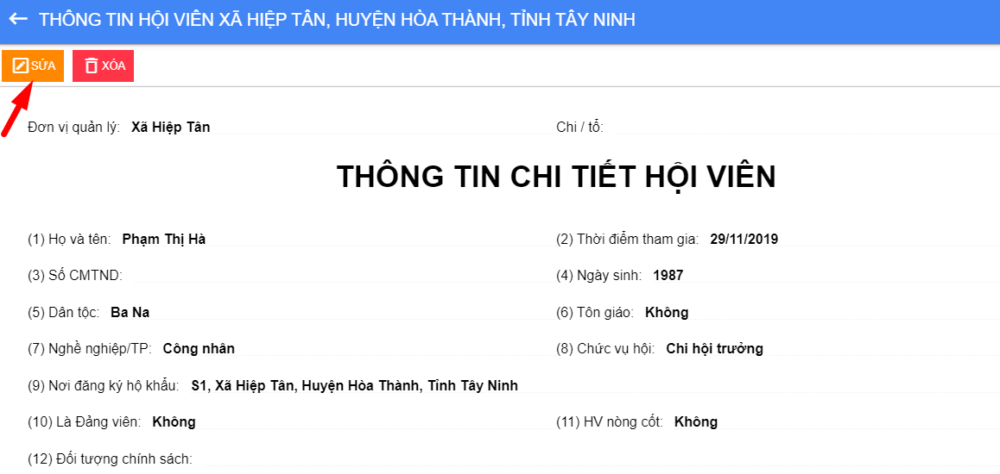 THÔNG TIN HỘI VIÊN XÃ HIỆP TÂN, HUYỆN HÒA THÀNH, TỈNH TÂY NINH
SỬA XÓA
Đơn vị quản lý: Xã Hiệp Tân Chi / tổ:
THÔNG TIN CHI TIẾT HỘI VIÊN
(1) Họ và tên: Phạm Thị Hà (2) Thời điểm tham gia: 29/11/2019
(3) Số CMTND: (4) Ngày sinh: 1987
(5) Dân tộc: Ba Na (6) Tôn giáo: Không
(7) Nghề nghiệp/TP: Công nhân (8) Chức vụ hội: Chi hội trưởng
(9) Nơi đăng ký hộ khẩu: S1, Xã Hiệp Tân, Huyện Hòa Thành, Tỉnh Tây Ninh
(10) Là Đảng viên: Không (11) HV nòng cốt: Không
(12) Đối tượng chính sách: